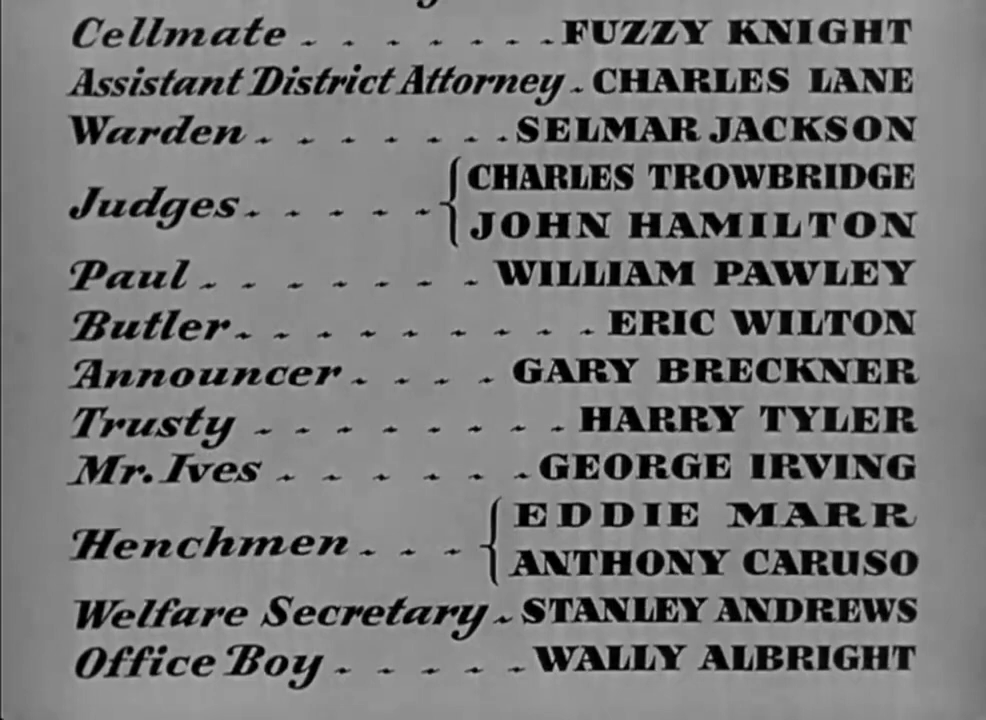 Cellmate . . . . . . . FUZZY KNIGHT
Assistant District Attorney . CHARLES LANE
Warden . . . . . . . SELMAR JACKSON
Judges . . . . . { CHARLES TROWBRIDGE
JOHN HAMILTON
Paul . . . . . . . WILLIAM PAWLEY
Butler . . . . . . . . . ERIC WILTON
Announcer . . . . GARY BRECKNER
Trusty . . . . . . . . HARRY TYLER
Mr. Ives . . . . . . . GEORGE IRVING
Henchmen . . . { EDDIE MARR
ANTHONY CARUSO
Welfare Secretary . STANLEY ANDREWS
Office Boy . . . . . WALLY ALBRIGHT